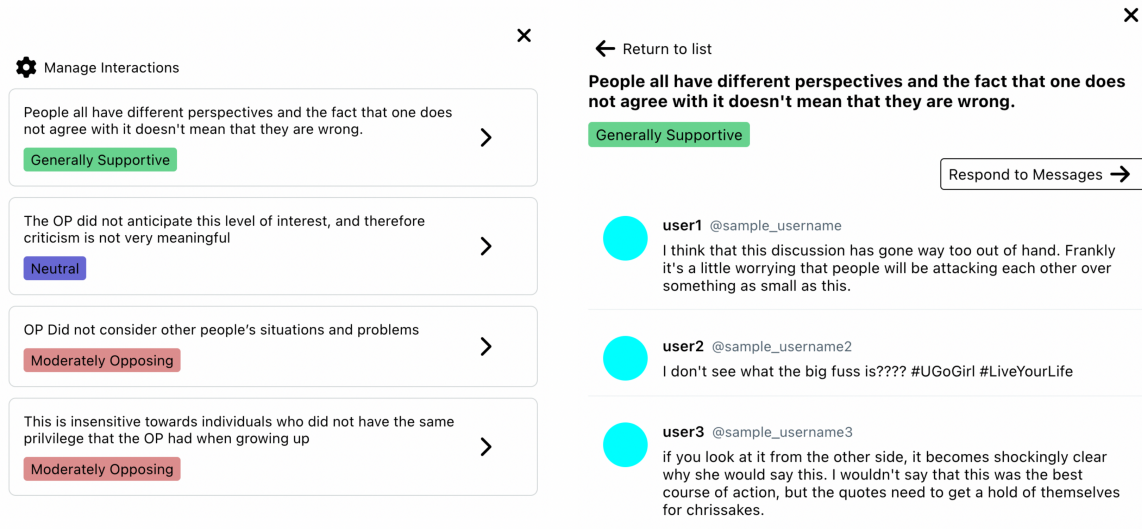 Manage Interactions
People all have different perspectives and the fact that one does
not agree with it doesn't mean that they are wrong.
Generally Supportive
The OP did not anticipate this level of interest, and therefore
criticism is not very meaningful
Neutral
OP Did not consider other people’s situations and problems
Moderately Opposing
This is insensitive towards individuals who did not have the same
prilvilege that the OP had when growing up
Moderately Opposing
Return to list
People all have different perspectives and the fact that one does
not agree with it doesn't mean that they are wrong.
Generally Supportive
Respond to Messages
user1 @sample_username
I think that this discussion has gone way too out of hand. Frankly
it's a little worrying that people will be attacking each other over
something as small as this.
user2 @sample_username2
I don't see what the big fuss is???? #UGoGirl #LiveYourLife
user3 @sample_username3
if you look at it from the other side, it becomes shockingly clear
why she would say this. I wouldn't say that this was the best
course of action, but the quotes need to get a hold of themselves
for chrissakes.